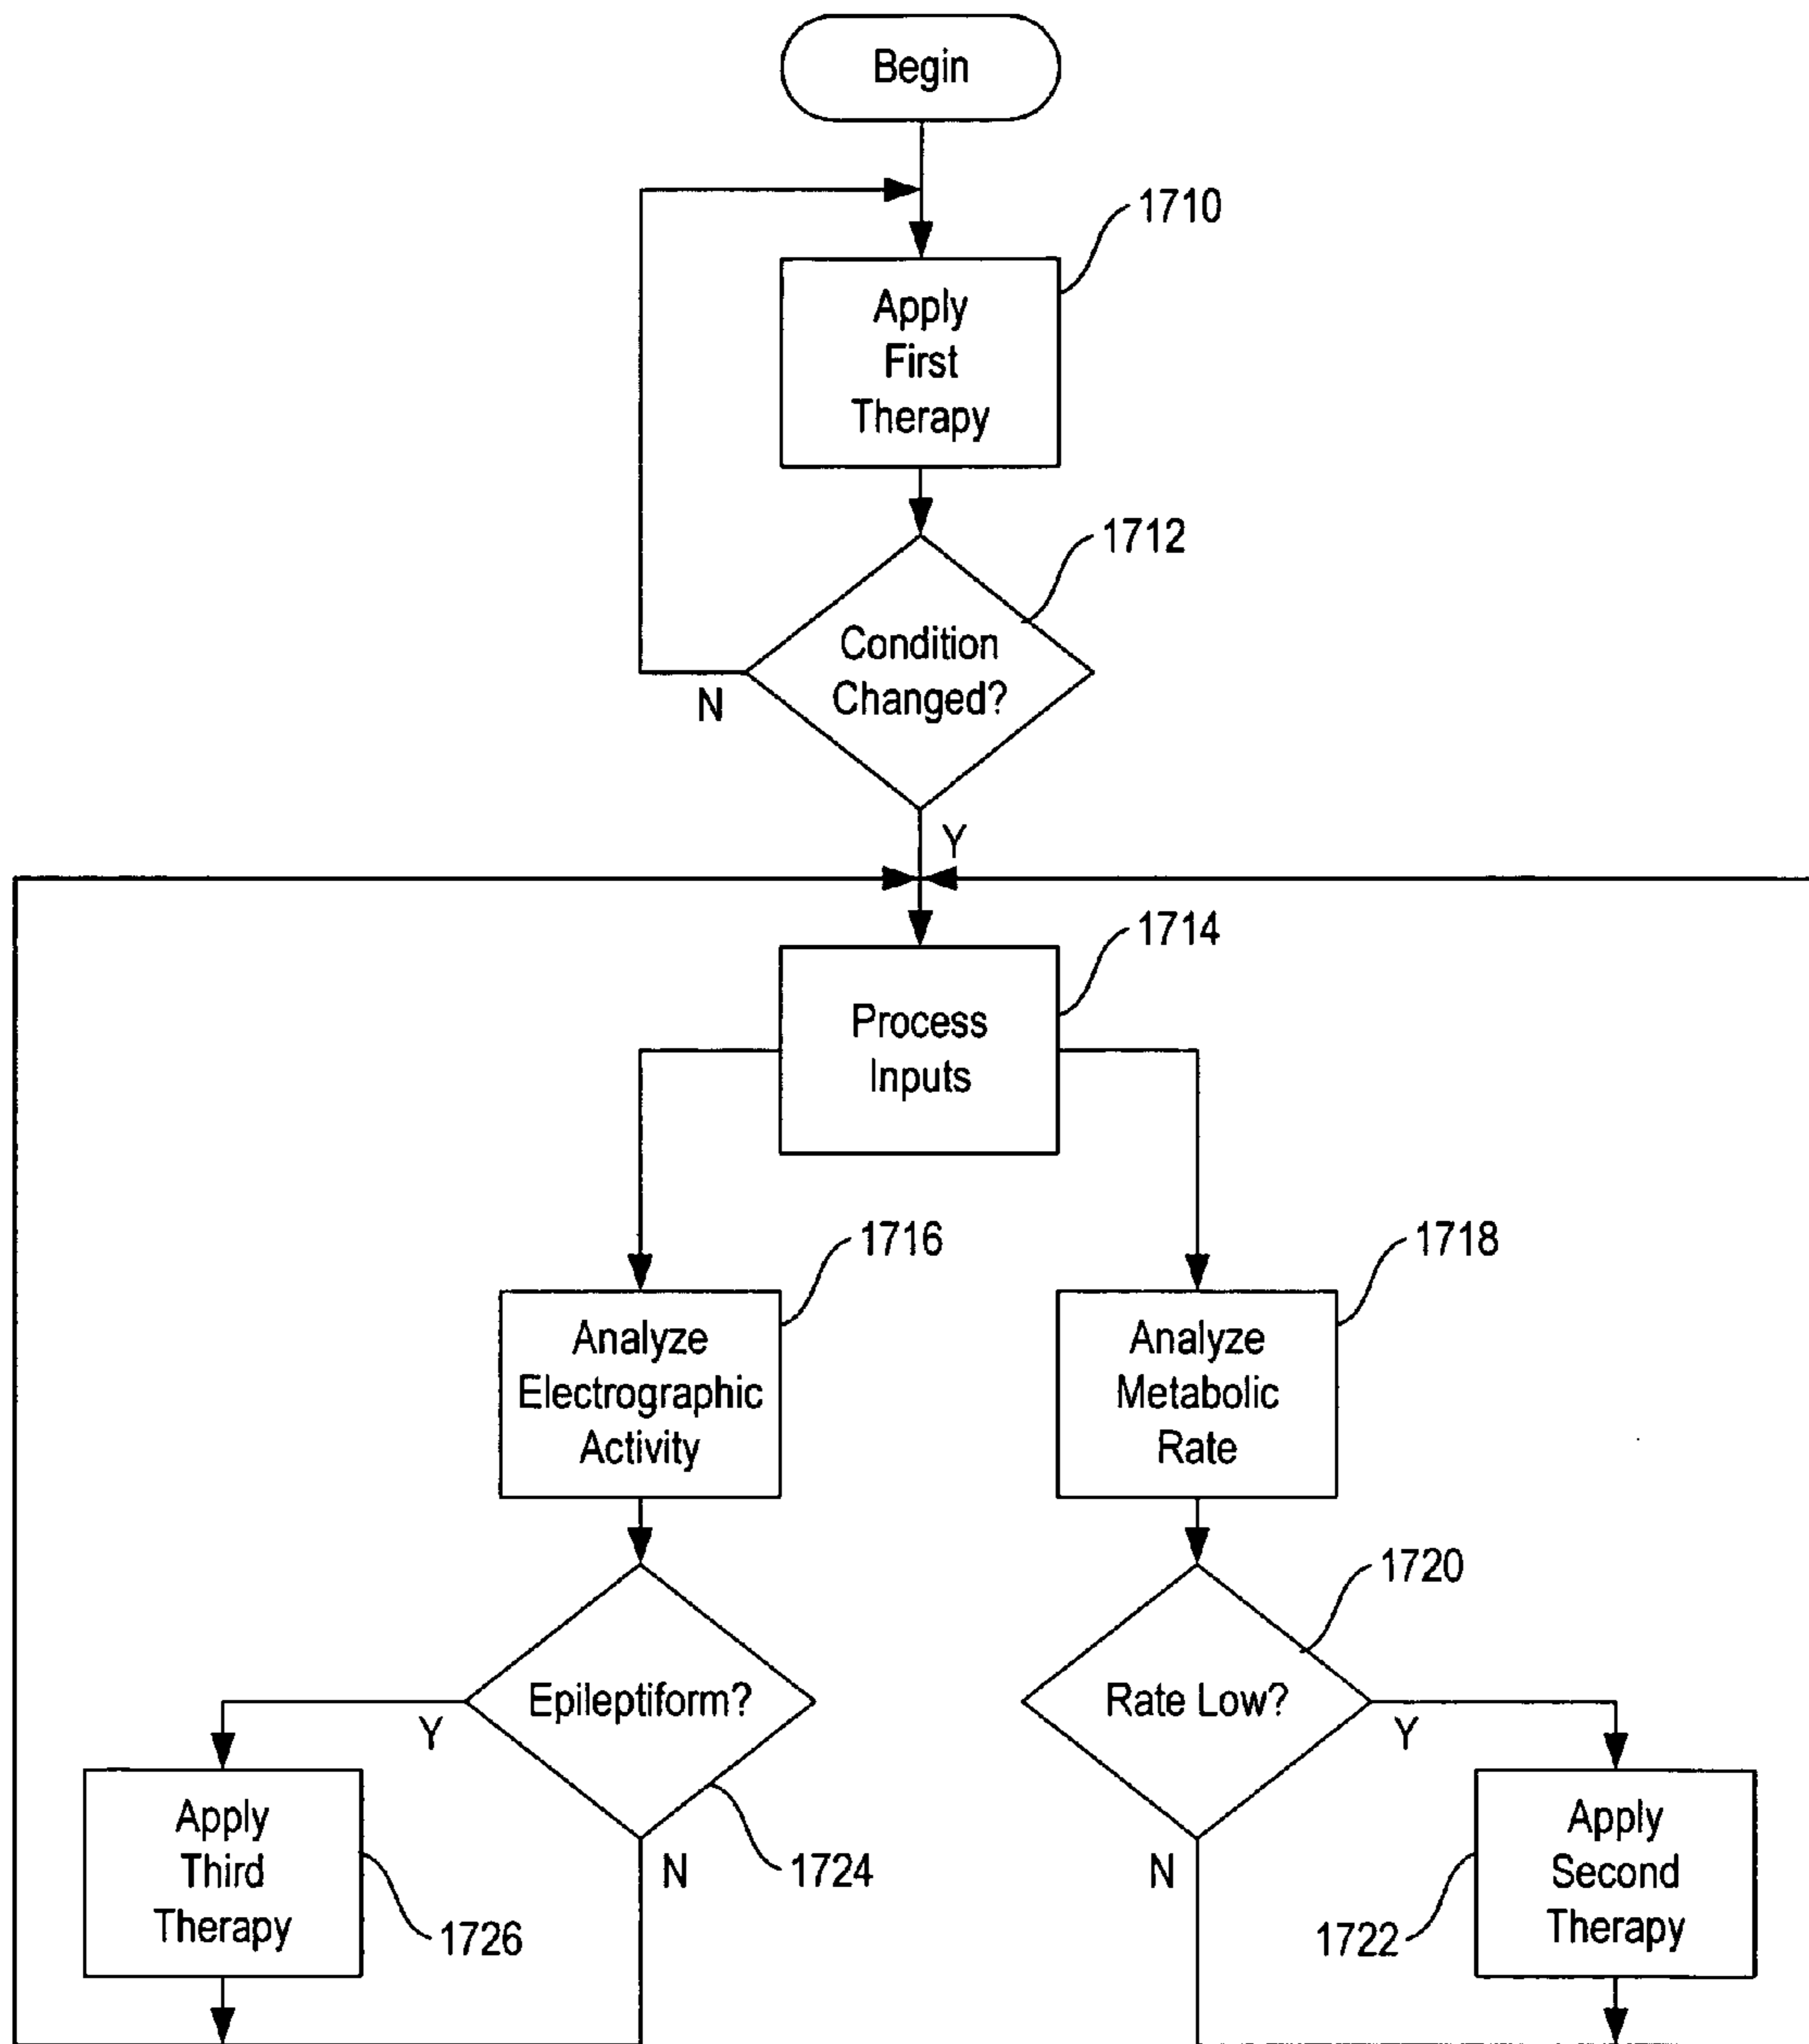 Begin
1710
Apply
First
Therapy
1712
Condition
Changed?
N
Y
1714
Process
Inputs
1716
1718
Analyze
Electrographic
Activity
Analyze
Metabolic
Rate
1720
Epileptiform?
Rate Low?
Y
Y
Apply
Third
Therapy
1726
N
1724
N
Apply
Second
Therapy
1722